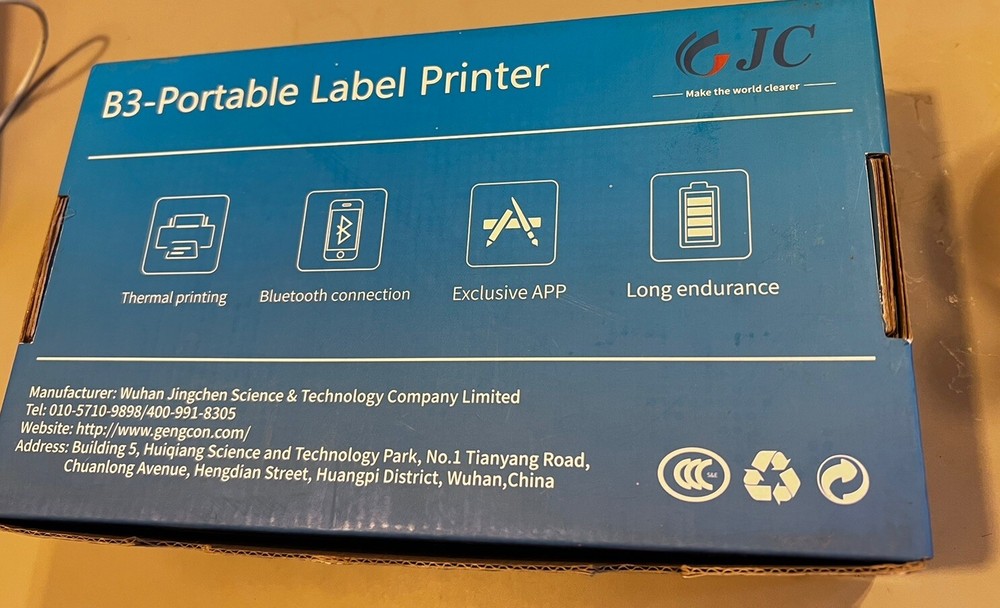 B3-Portable Label Printer
JC
Make the world clearer
Thermal printing
Bluetooth connection
Exclusive APP
Long endurance
Manufacturer: Wuhan Jingchen Science & Technology Company Limited
Tel: 010-5710-9898/400-991-8305
Website: http://www.gengcon.com/
Address: Building 5, Huiqiang Science and Technology Park, No.1 Tianyang Road,
Chuanlong Avenue, Hengdian Street, Huangpi District, Wuhan,China
CCC
S&E